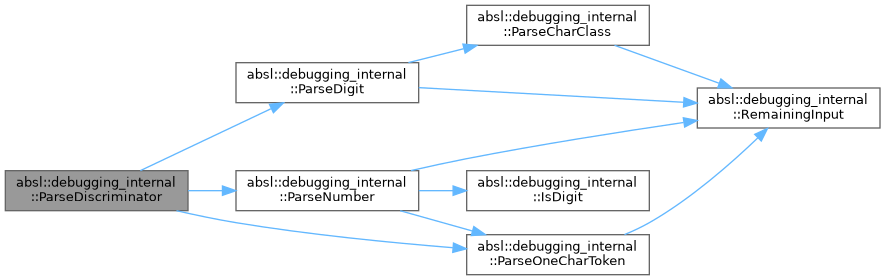 absl::debugging_internal
::ParseCharClass
absl::debugging_internal
::ParseDigit
absl::debugging_internal
::RemainingInput
absl::debugging_internal
::ParseDiscriminator
absl::debugging_internal
::ParseNumber
absl::debugging_internal
::IsDigit
absl::debugging_internal
::ParseOneCharToken